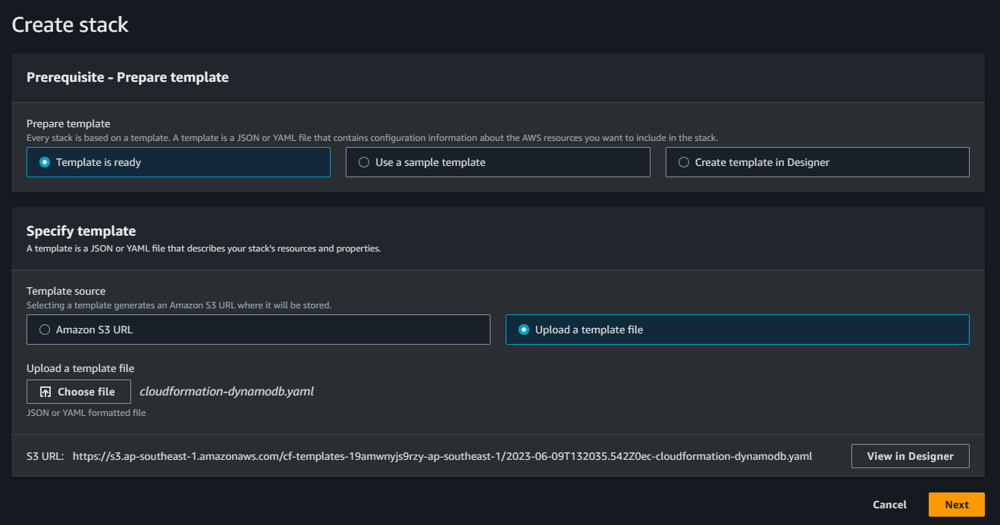 Create stack
Prerequisite - Prepare template
Prepare template
Every stack is based on a template. A template is a JSON or YAML file that contains configuration information about the AWS resources you want to include in the stack.
Template is ready
Use a sample template
Create template in Designer
Specify template
A template is a JSON or YAML file that describes your stack's resources and properties.
Template source
Selecting a template generates an Amazon S3 URL where it will be stored.
Amazon S3 URL
Upload a template file
Upload a template file
Choose file
cloudformation-dynamodb.yaml
JSON or YAML formatted file
S3 URL: https://s3.ap-southeast-1.amazonaws.com/cf-templates-19amwnyjs9rzy-ap-southeast-1/2023-06-09T132035.542Z0ec-cloudformation-dynamodb.yaml
View in Designer
Cancel
Next